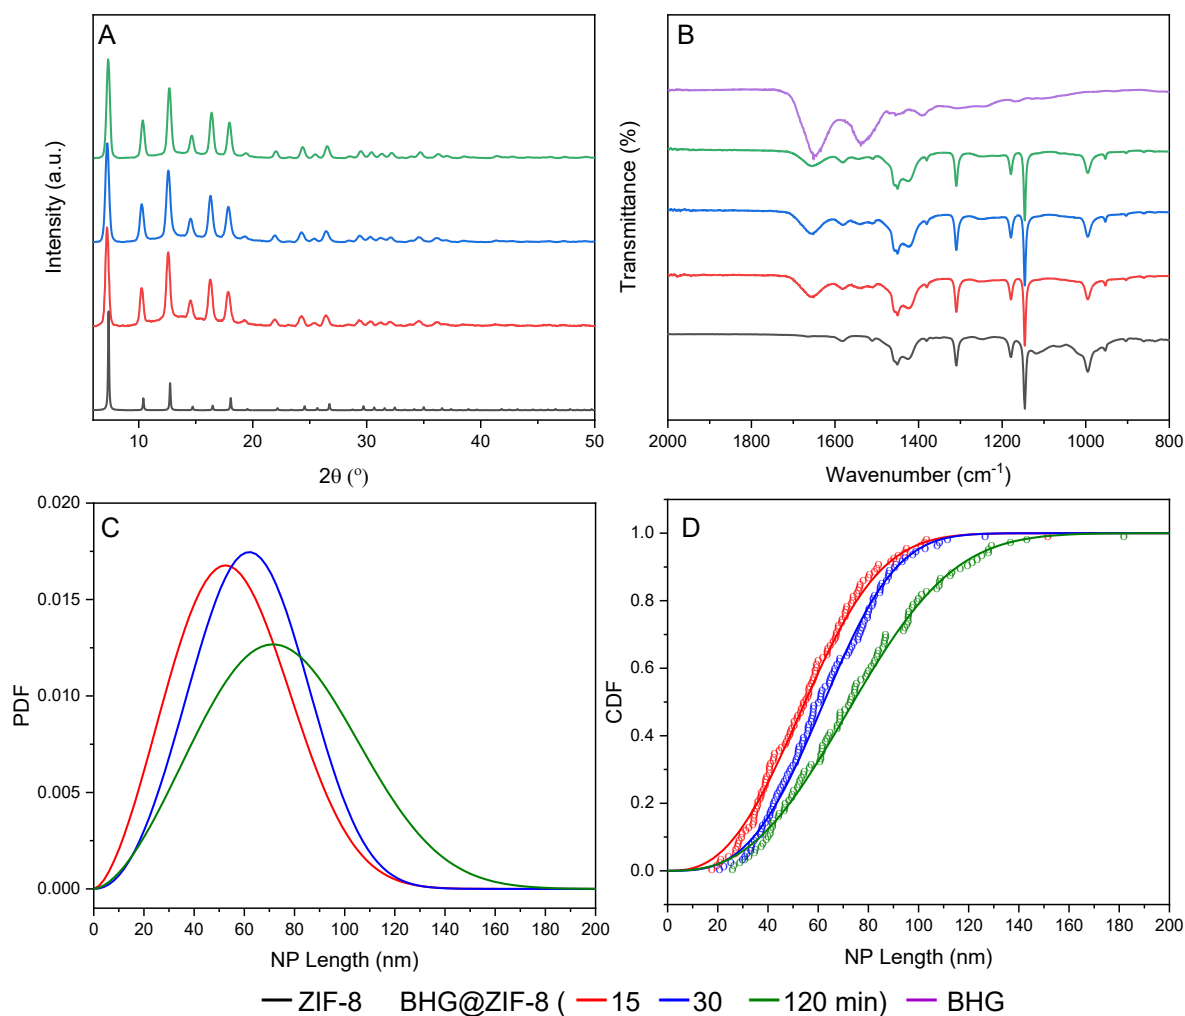 A
Intensity (a.u.)
10 20 30 40 50
2θ (°)
B
Transmittance (%)
2000 1800 1600 1400 1200 1000 800
Wavenumber (cm⁻¹)
C
PDF
0.020
0.015
0.010
0.005
0.000
0 20 40 60 80 100 120 140 160 180 200
NP Length (nm)
D
CDF
1.0
0.8
0.6
0.4
0.2
0.0
0 20 40 60 80 100 120 140 160 180 200
NP Length (nm)
ZIF-8 BHG@ZIF-8 ( 15 30 120 min) BHG